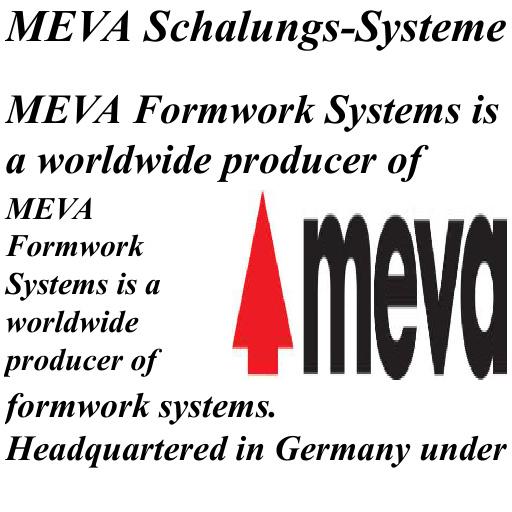 MEVA Schalungs-Systeme
MEVA Formwork Systems is
a worldwide producer of
MEVA
Formwork
Systems is a
worldwide
producer of
meva
formwork systems.
Headquartered in Germany under